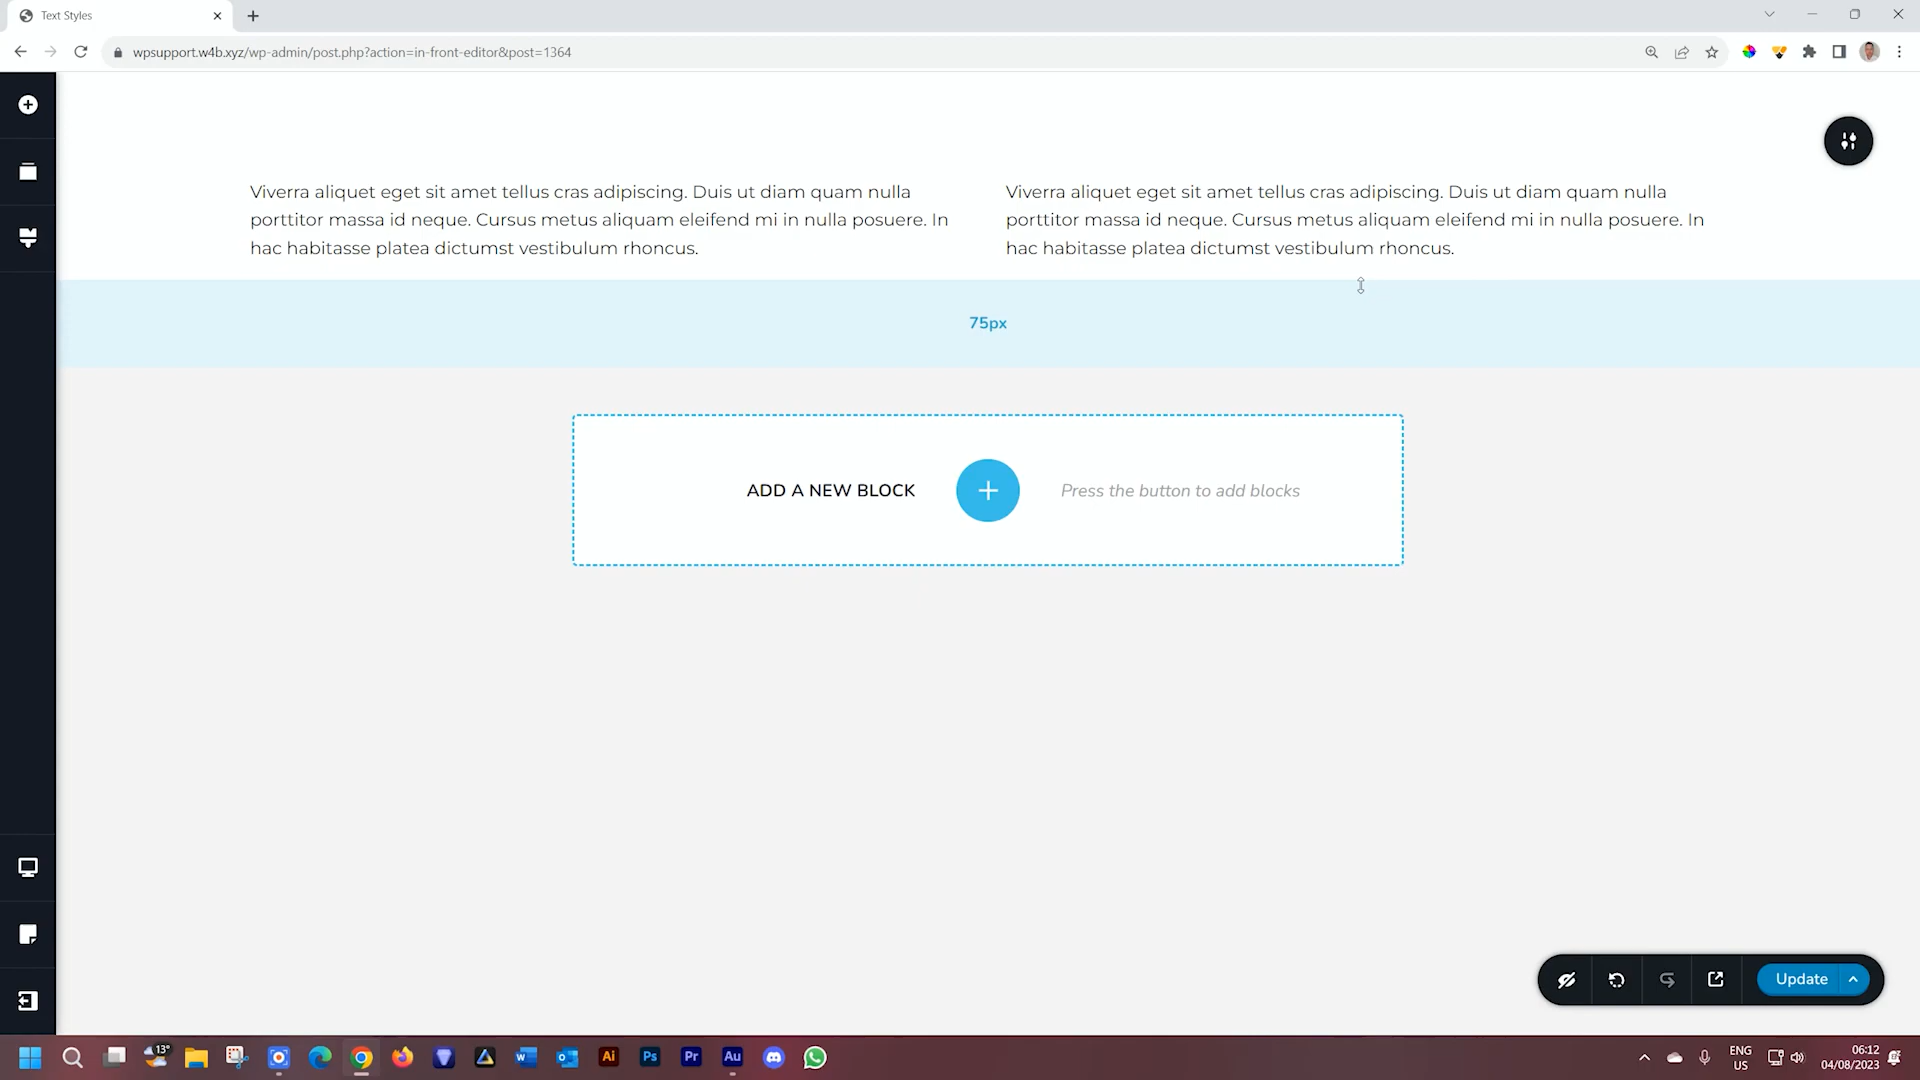 Text Styles
wpsupport.w4b.xyz/wp-admin/post.php?action=in-front-editor&post=1364
Viverra aliquet eget sit amet tellus cras adipiscing. Duis ut diam quam nulla
porttitor massa id neque. Cursus metus aliquam eleifend mi in nulla posuere. In
hac habitasse platea dictumst vestibulum rhoncus.
Viverra aliquet eget sit amet tellus cras adipiscing. Duis ut diam quam nulla
porttitor massa id neque. Cursus metus aliquam eleifend mi in nulla posuere. In
hac habitasse platea dictumst vestibulum rhoncus.
75px
ADD A NEW BLOCK
Press the button to add blocks
Update
13°
Ai
Ps
Pr
Au
ENG
US
06:12
04/08/2023